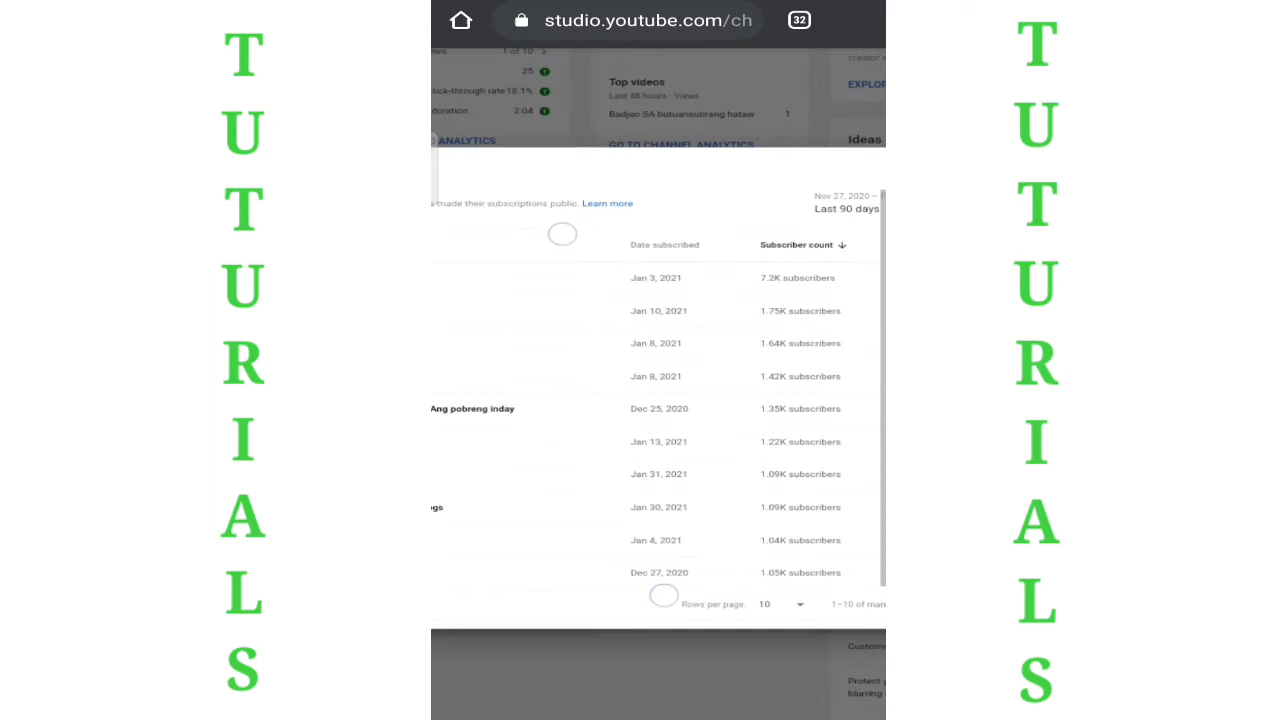 TUTURIALS
studio.youtube.com/ch
32
1 of 10
25
click-through rate 18.1%
duration 2:04
ANALYTICS
Top videos
Last 48 hours · Views
Badjao SA butuansubrang hataw 1
GO TO CHANNEL ANALYTICS
EXPLOR
Ideas
made their subscriptions public. Learn more
Nov 27, 2020 –
Last 90 days
Date subscribed Subscriber count
Jan 3, 2021 7.2K subscribers
Jan 10, 2021 1.75K subscribers
Jan 8, 2021 1.64K subscribers
Jan 8, 2021 1.42K subscribers
Ang pobreng inday Dec 25, 2020 1.35K subscribers
Jan 13, 2021 1.22K subscribers
Jan 31, 2021 1.09K subscribers
ogs Jan 30, 2021 1.09K subscribers
Jan 4, 2021 1.04K subscribers
Dec 27, 2020 1.05K subscribers
Rows per page: 10 1–10 of man
Customi
Protect
blurring
TUTURIALS